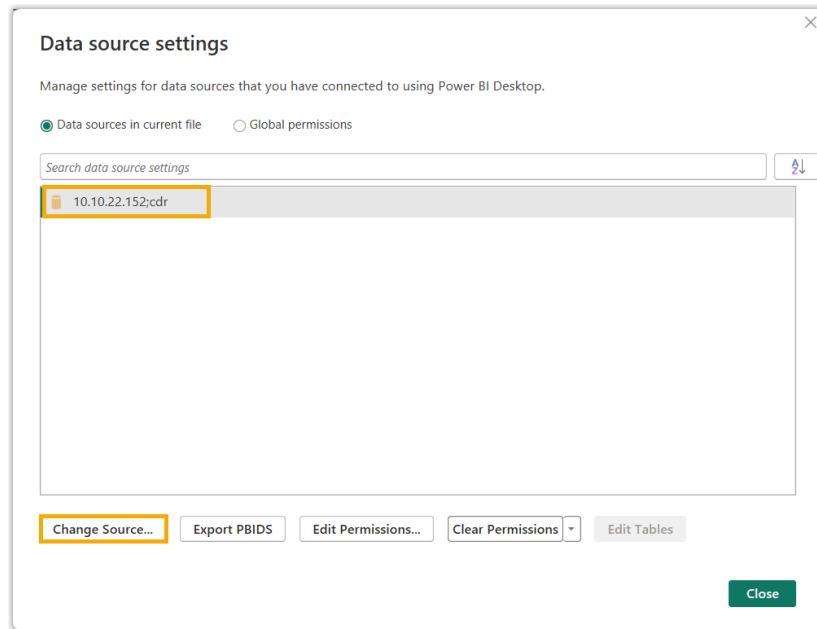 Data source settings
Manage settings for data sources that you have connected to using Power BI Desktop.
Data sources in current file Global permissions
Search data source settings
AZ
10.10.22.152;cdr
Change Source... Export PBIDS Edit Permissions... Clear Permissions Edit Tables
Close